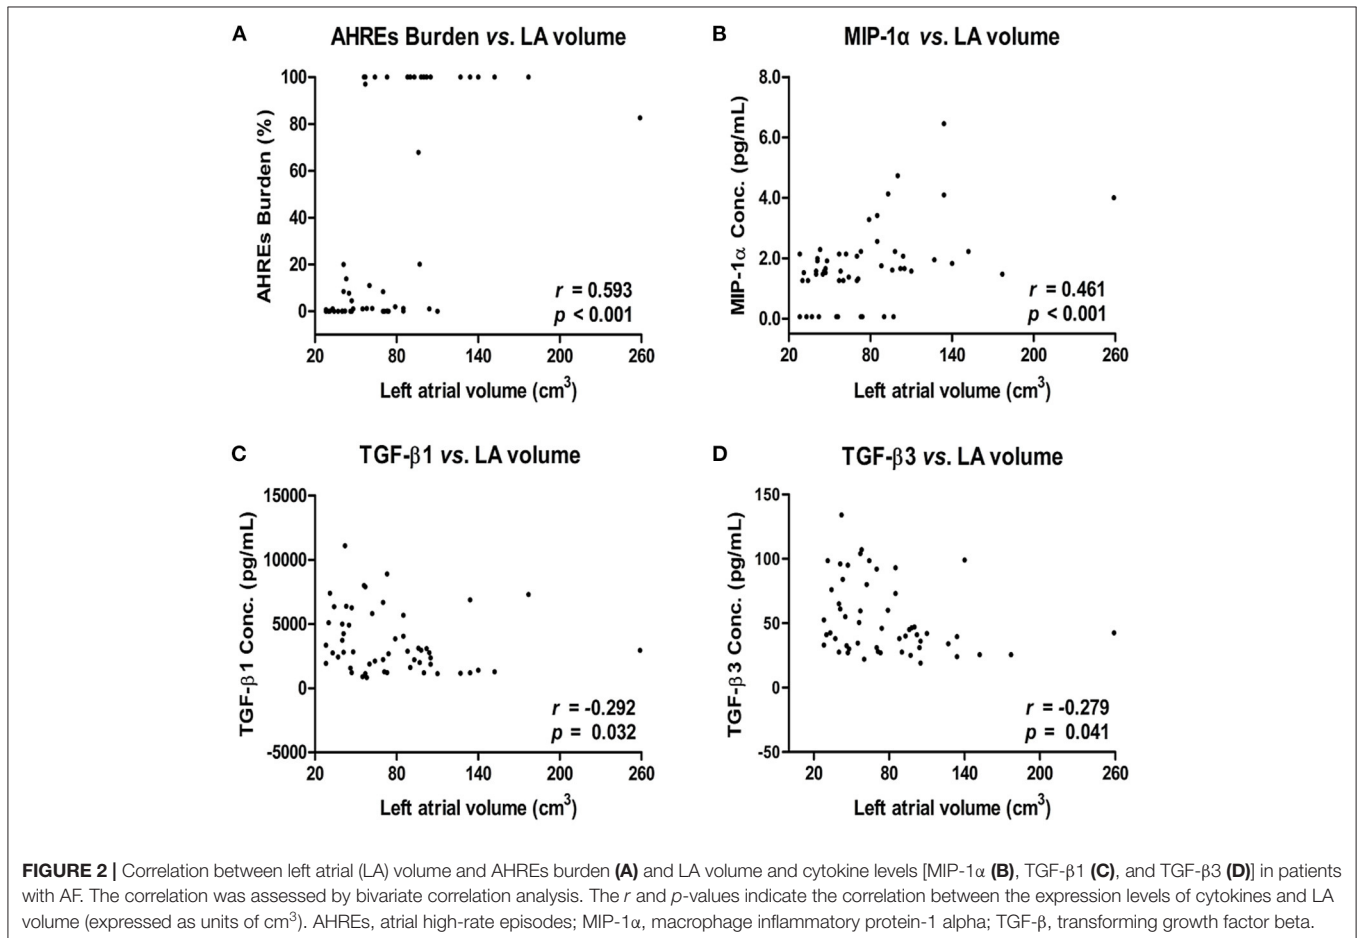 A
AHREs Burden vs. LA volume
AHREs Burden (%)
100
80
60
40
20
0
r = 0.593
p < 0.001
20 80 140 200 260
Left atrial volume (cm³)
B
MIP-1α vs. LA volume
MIP-1α Conc. (pg/mL)
8.0
6.0
4.0
2.0
0.0
r = 0.461
p < 0.001
20 80 140 200 260
Left atrial volume (cm³)
C
TGF-β1 vs. LA volume
TGF-β1 Conc. (pg/mL)
15000
10000
5000
0
-5000
r = -0.292
p = 0.032
20 80 140 200 260
Left atrial volume (cm³)
D
TGF-β3 vs. LA volume
TGF-β3 Conc. (pg/mL)
150
100
50
0
-50
r = -0.279
p = 0.041
20 80 140 200 260
Left atrial volume (cm³)
FIGURE 2 | Correlation between left atrial (LA) volume and AHREs burden (A) and LA volume and cytokine levels [MIP-1α (B), TGF-β1 (C), and TGF-β3 (D)] in patients
with AF. The correlation was assessed by bivariate correlation analysis. The r and p-values indicate the correlation between the expression levels of cytokines and LA
volume (expressed as units of cm³). AHREs, atrial high-rate episodes; MIP-1α, macrophage inflammatory protein-1 alpha; TGF-β, transforming growth factor beta.